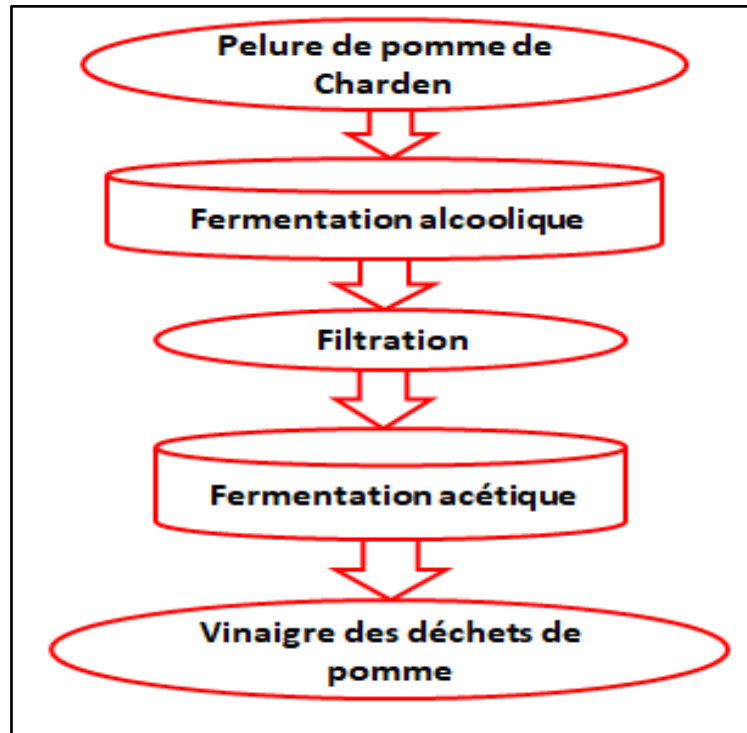 Pelure de pomme de
Charden
Fermentation alcoolique
Filtration
Fermentation acétique
Vinaigre des déchets de
pomme